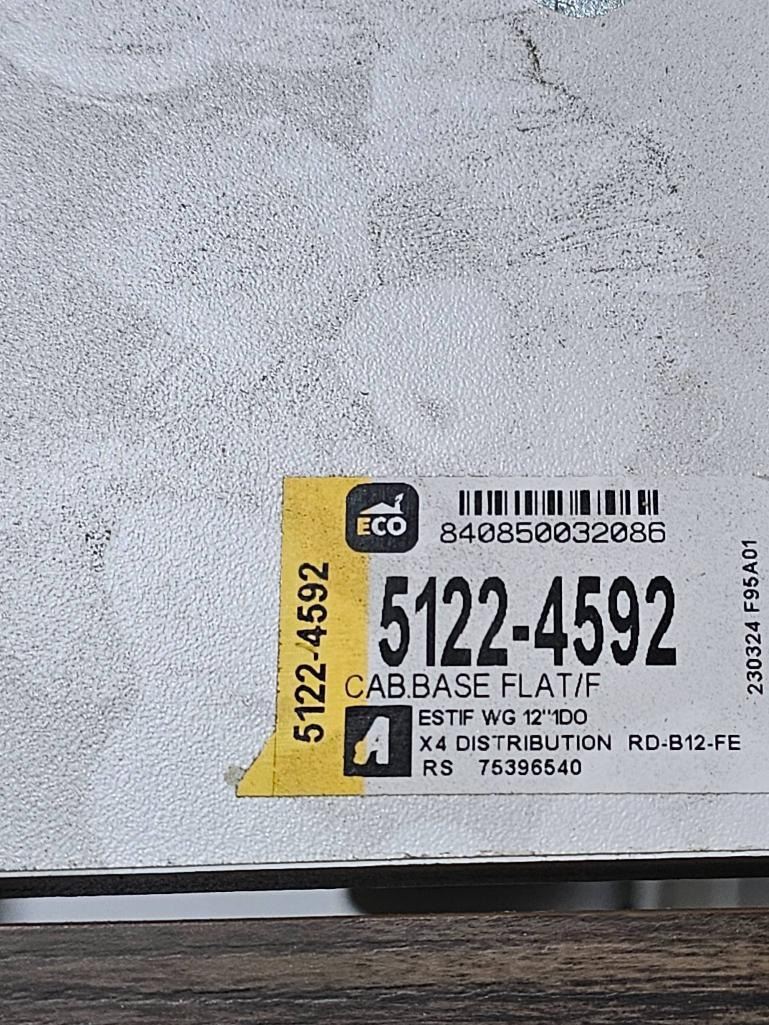 ECO
840850032086
5122-4592
5122-4592
CAB.BASE FLAT/F
ESTIF WG 12"1DO
A
X4 DISTRIBUTION RD-B12-FE
RS 75396540
230324 F95A01